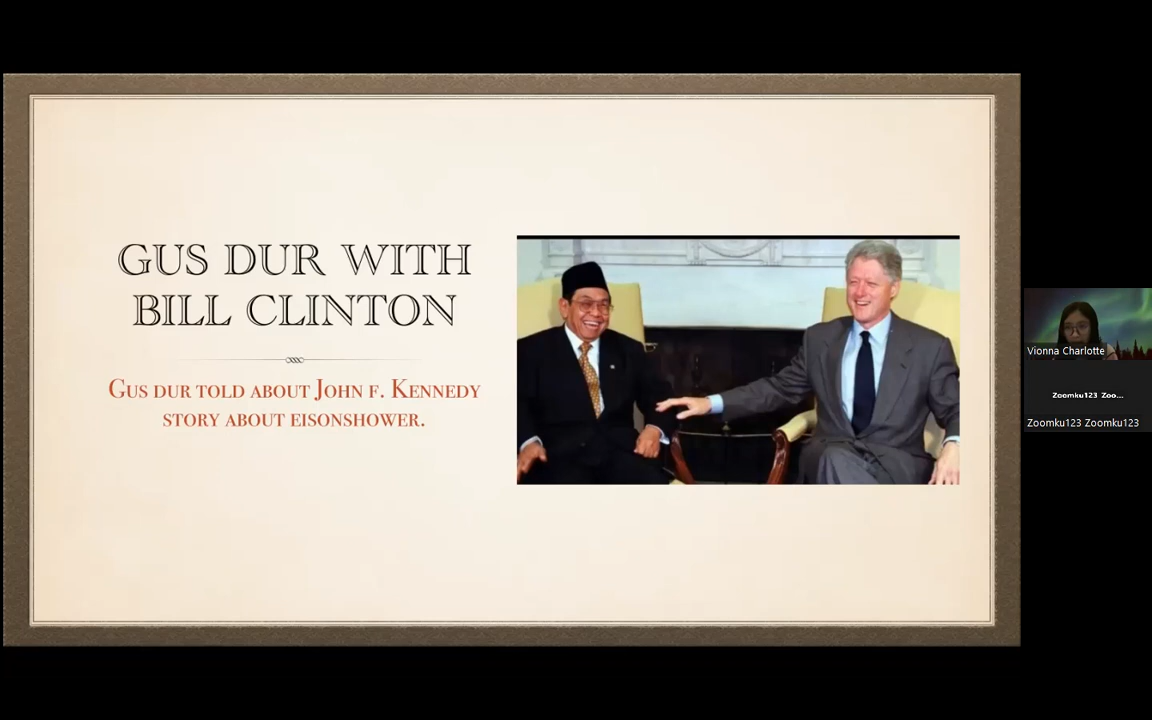 GUS DUR WITH
BILL CLINTON
GUS DUR TOLD ABOUT JOHN F. KENNEDY
STORY ABOUT EISONSHOWER.
Vionna Charlotte
Zoomku123 Zoo...
Zoomku123 Zoomku123